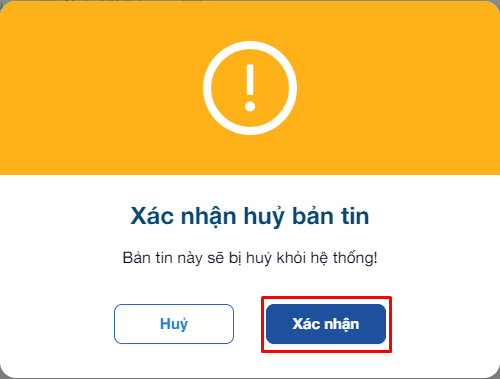 Xác nhận huỷ bản tin
Bản tin này sẽ bị huỷ khỏi hệ thống!
Huỷ
Xác nhận